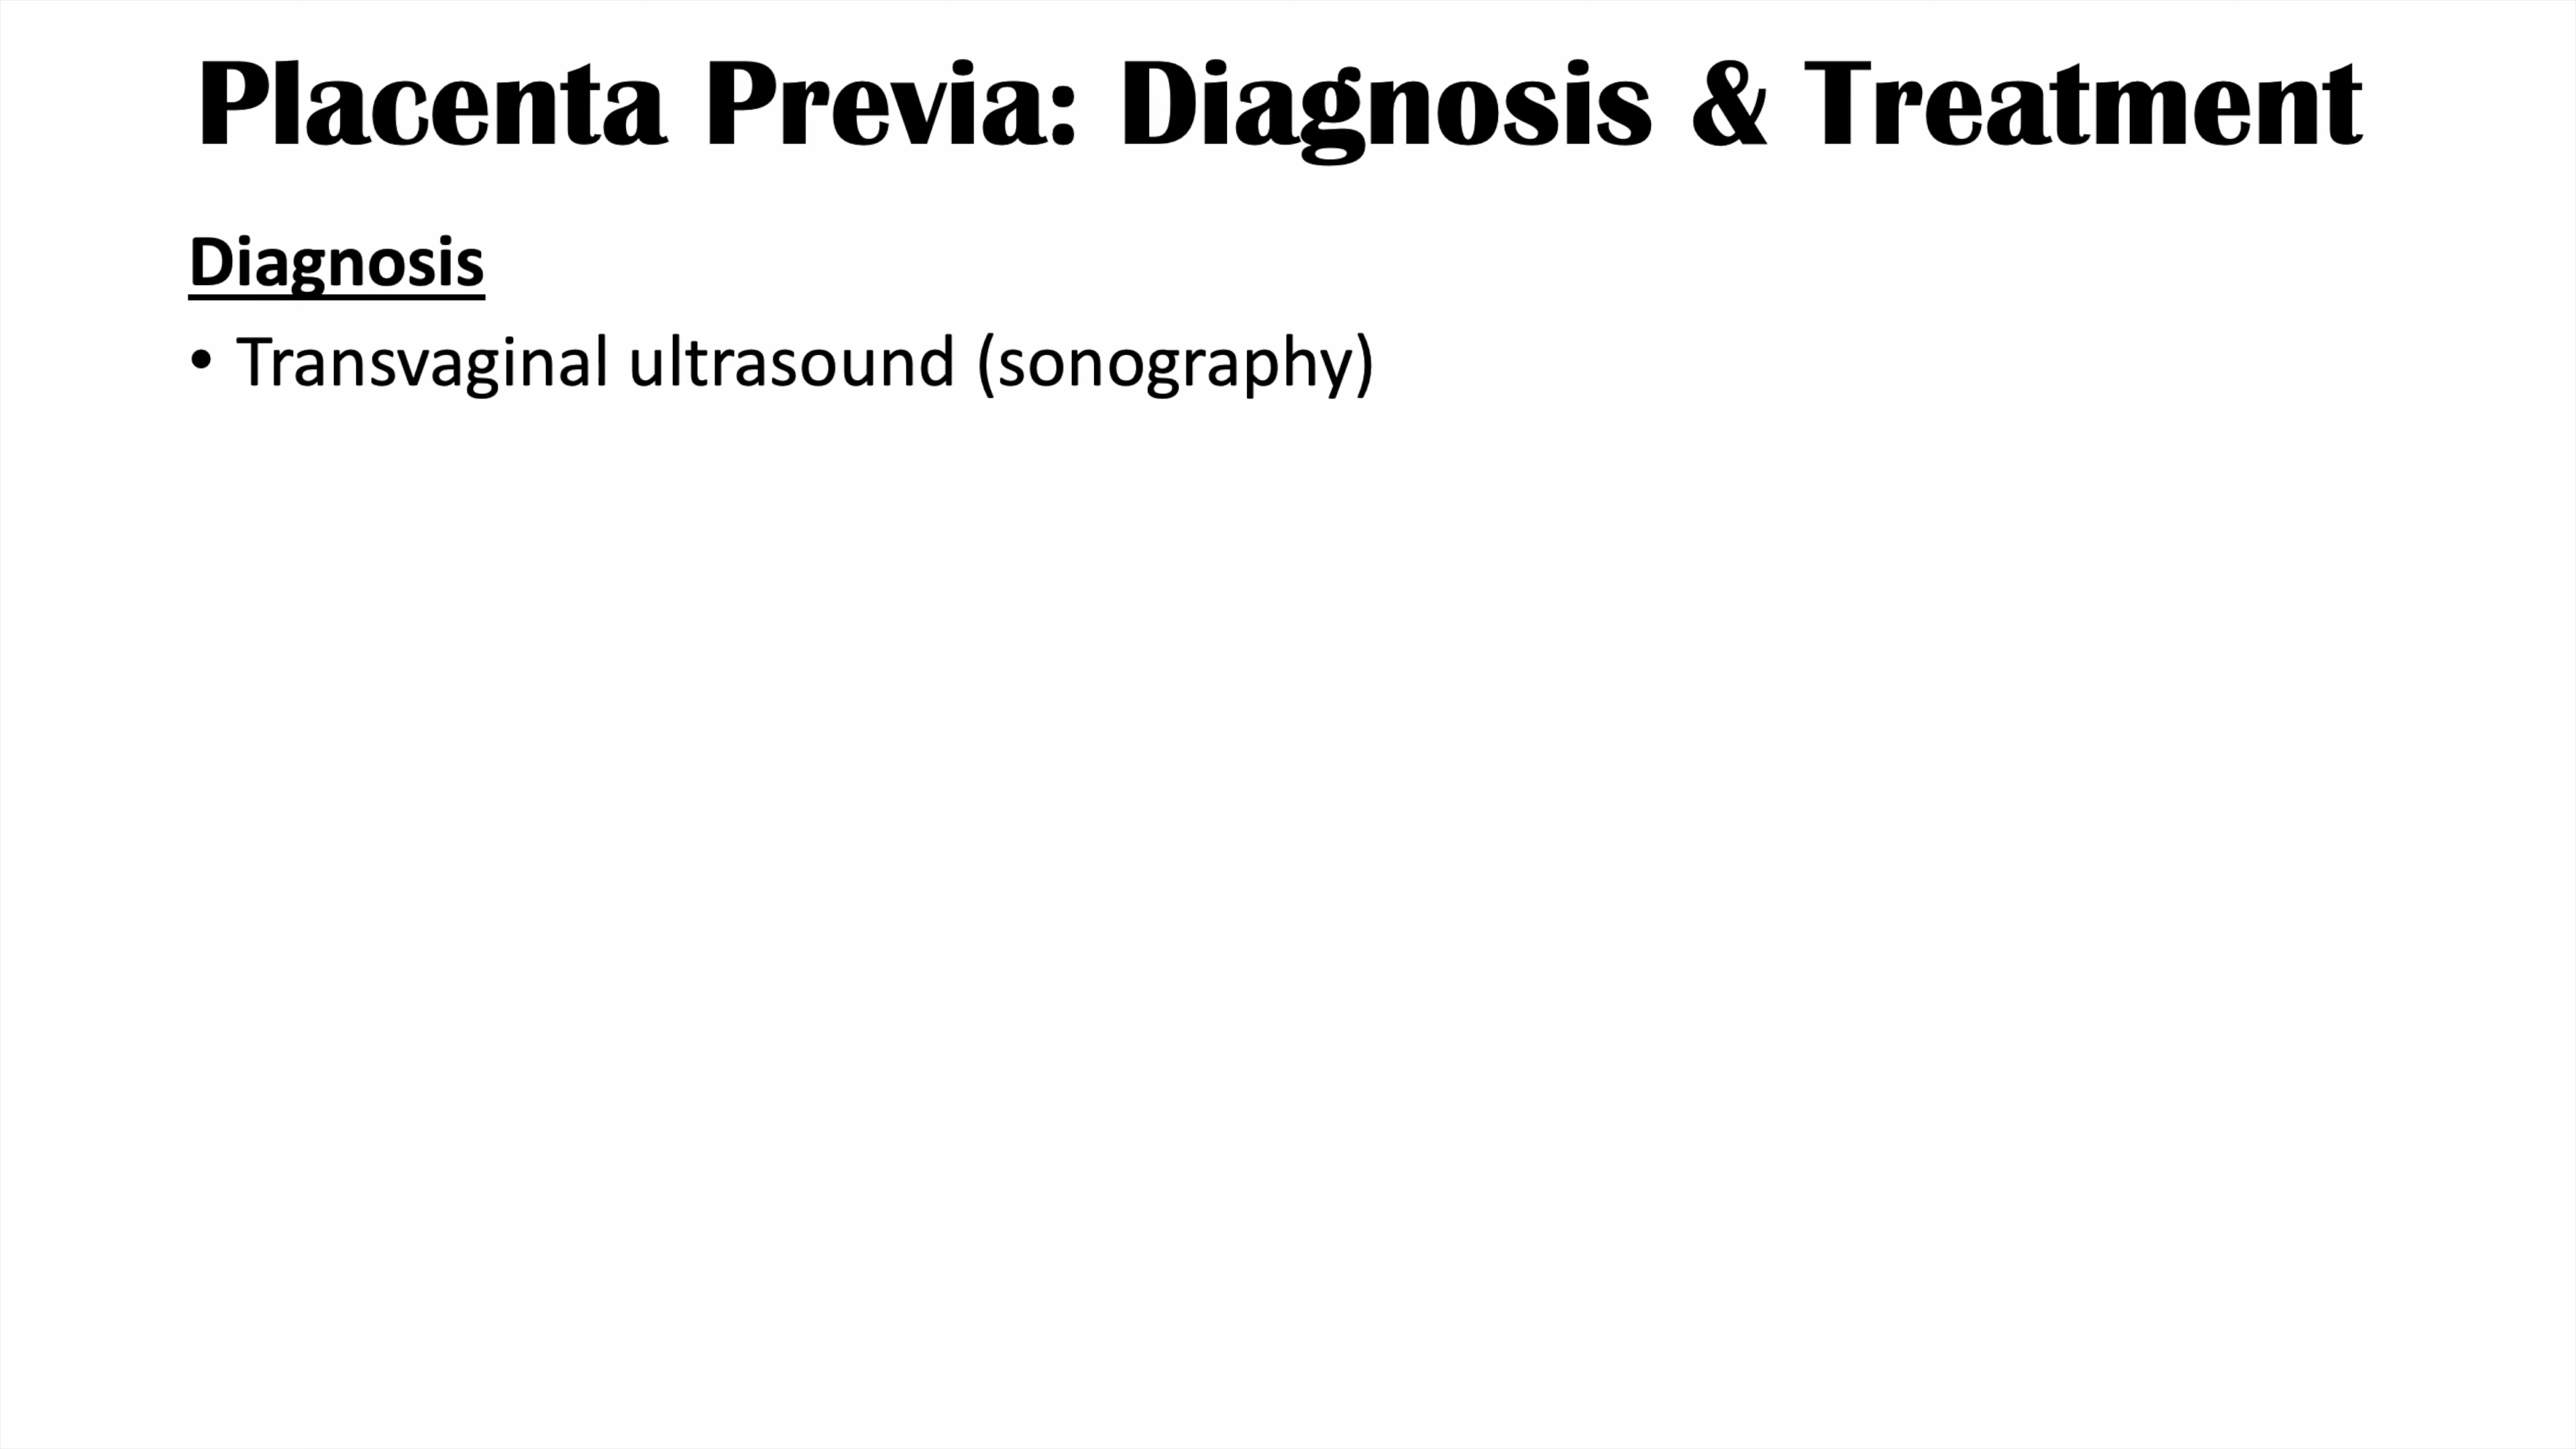 Placenta Previa: Diagnosis & Treatment
Diagnosis
• Transvaginal ultrasound (sonography)